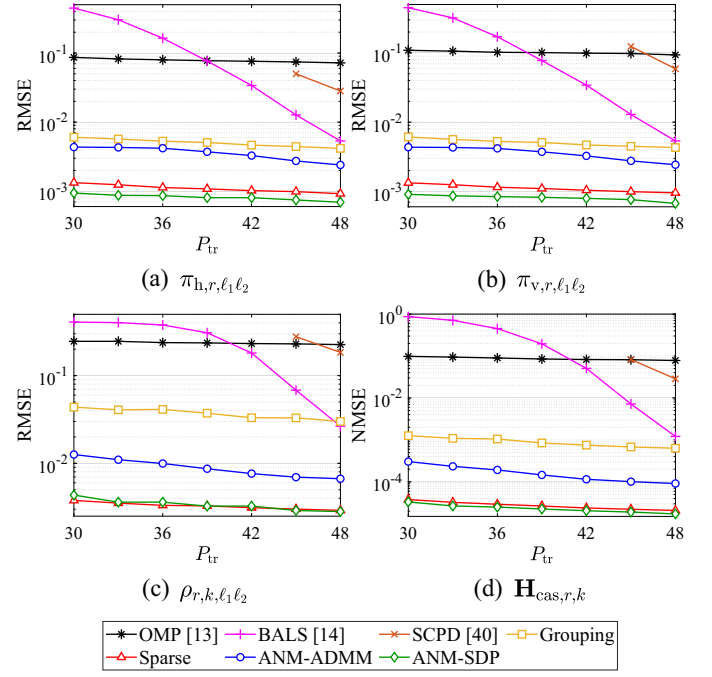 RMSE
10⁻¹
10⁻²
10⁻³
30 36 42 48
P_tr
(a) π_{h,r,ℓ₁ℓ₂}
RMSE
10⁻¹
10⁻²
10⁻³
30 36 42 48
P_tr
(b) π_{v,r,ℓ₁ℓ₂}
RMSE
10⁻¹
10⁻²
30 36 42 48
P_tr
(c) ρ_{r,k,ℓ₁ℓ₂}
NMSE
10⁰
10⁻²
10⁻⁴
30 36 42 48
P_tr
(d) H_{cas,r,k}
OMP [13] BALS [14] SCPD [40] Grouping
Sparse ANM-ADMM ANM-SDP